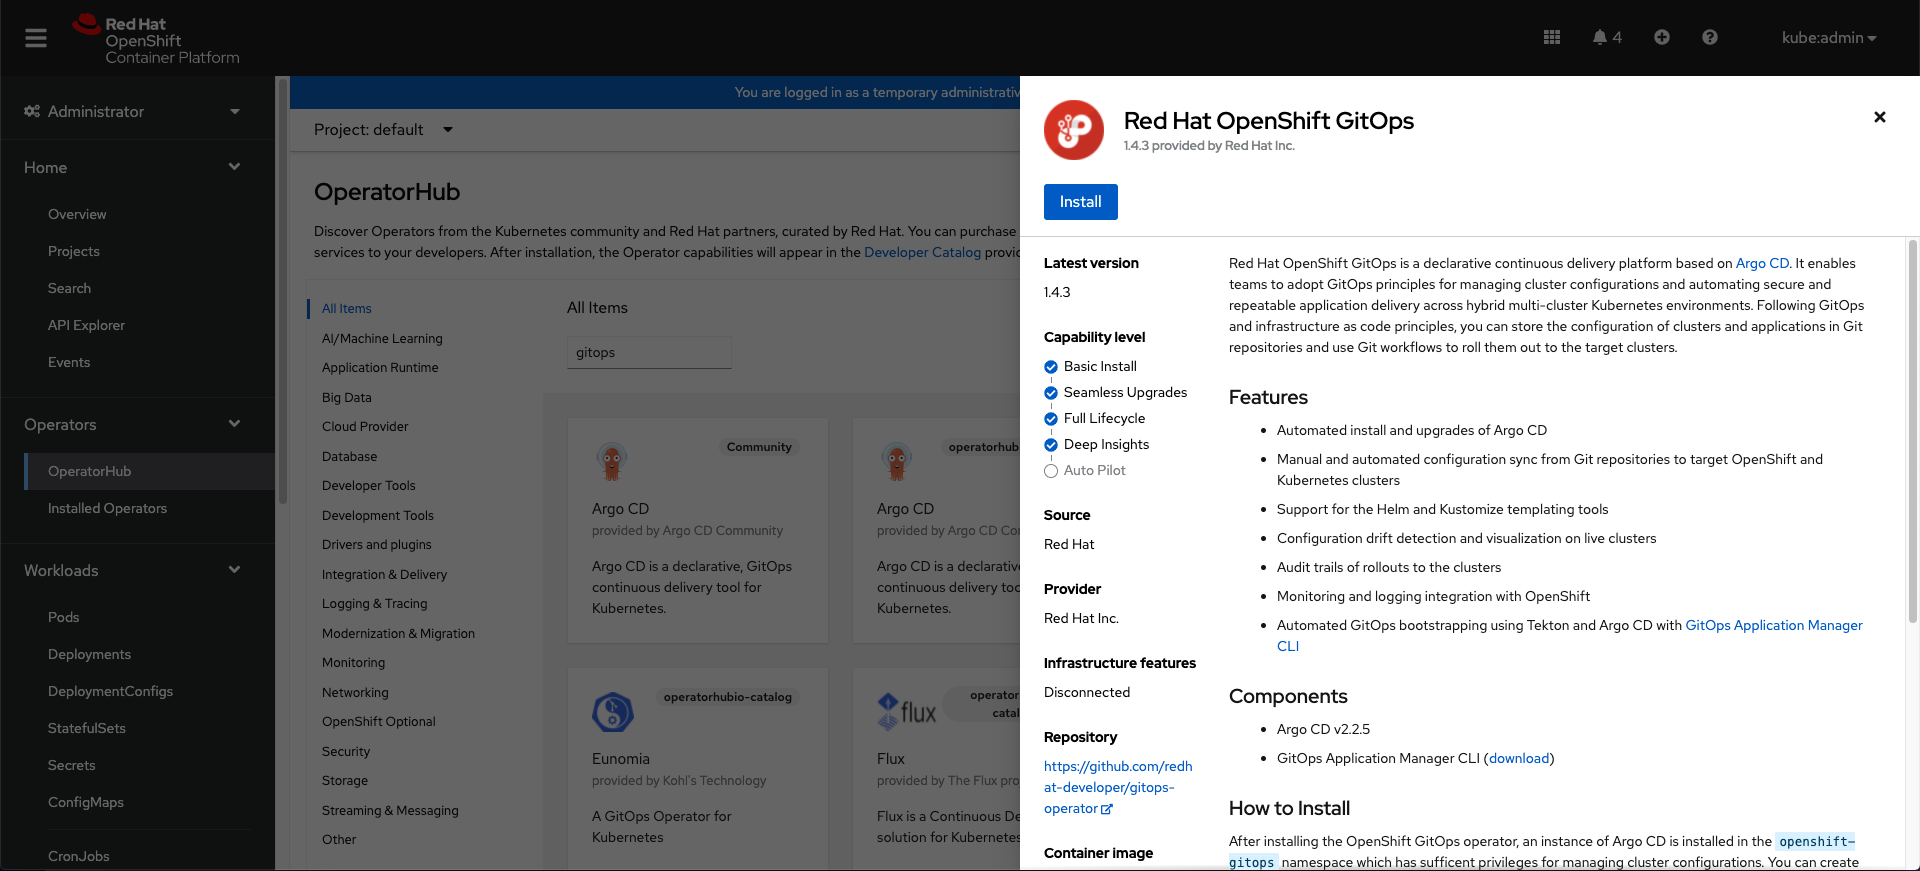 Red Hat
OpenShift
Container Platform
4
kube:admin
Administrator
Home
Overview
Projects
Search
API Explorer
Events
Operators
OperatorHub
Installed Operators
Workloads
Pods
Deployments
DeploymentConfigs
StatefulSets
Secrets
ConfigMaps
CronJobs
You are logged in as a temporary administrativ
Project: default
OperatorHub
Discover Operators from the Kubernetes community and Red Hat partners, curated by Red Hat. You can purchase
services to your developers. After installation, the Operator capabilities will appear in the Developer Catalog provid
All Items
AI/Machine Learning
Application Runtime
Big Data
Cloud Provider
Database
Developer Tools
Development Tools
Drivers and plugins
Integration & Delivery
Logging & Tracing
Modernization & Migration
Monitoring
Networking
OpenShift Optional
Security
Storage
Streaming & Messaging
Other
All Items
gitops
Community
Argo CD
provided by Argo CD Community
Argo CD is a declarative, GitOps
continuous delivery tool for
Kubernetes.
operatorhub
Argo CD
provided by Argo CD Co
Argo CD is a declarative
continuous delivery too
Kubernetes.
operatorhubio-catalog
Eunomia
provided by Kohl's Technology
A GitOps Operator for
Kubernetes
flux
operator
catal
Flux
provided by The Flux pro
Flux is a Continuous De
solution for Kubernetes
Red Hat OpenShift GitOps
1.4.3 provided by Red Hat Inc.
Install
Latest version
1.4.3
Capability level
Basic Install
Seamless Upgrades
Full Lifecycle
Deep Insights
Auto Pilot
Source
Red Hat
Provider
Red Hat Inc.
Infrastructure features
Disconnected
Repository
https://github.com/redh
at-developer/gitops-
operator
Container image
Red Hat OpenShift GitOps is a declarative continuous delivery platform based on Argo CD. It enables
teams to adopt GitOps principles for managing cluster configurations and automating secure and
repeatable application delivery across hybrid multi-cluster Kubernetes environments. Following GitOps
and infrastructure as code principles, you can store the configuration of clusters and applications in Git
repositories and use Git workflows to roll them out to the target clusters.
Features
Automated install and upgrades of Argo CD
Manual and automated configuration sync from Git repositories to target OpenShift and
Kubernetes clusters
Support for the Helm and Kustomize templating tools
Configuration drift detection and visualization on live clusters
Audit trails of rollouts to the clusters
Monitoring and logging integration with OpenShift
Automated GitOps bootstrapping using Tekton and Argo CD with GitOps Application Manager
CLI
Components
Argo CD v2.2.5
GitOps Application Manager CLI (download)
How to Install
After installing the OpenShift GitOps operator, an instance of Argo CD is installed in the openshift-
gitops namespace which has sufficent privileges for managing cluster configurations. You can create